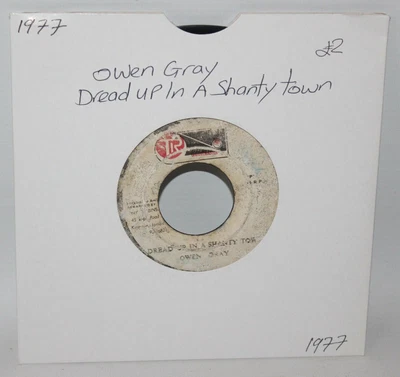 1977
£2
Owen Gray
Dread up In A Shanty town
DREAD UP IN A SHANTY TOW
OWEN GRAY
1977